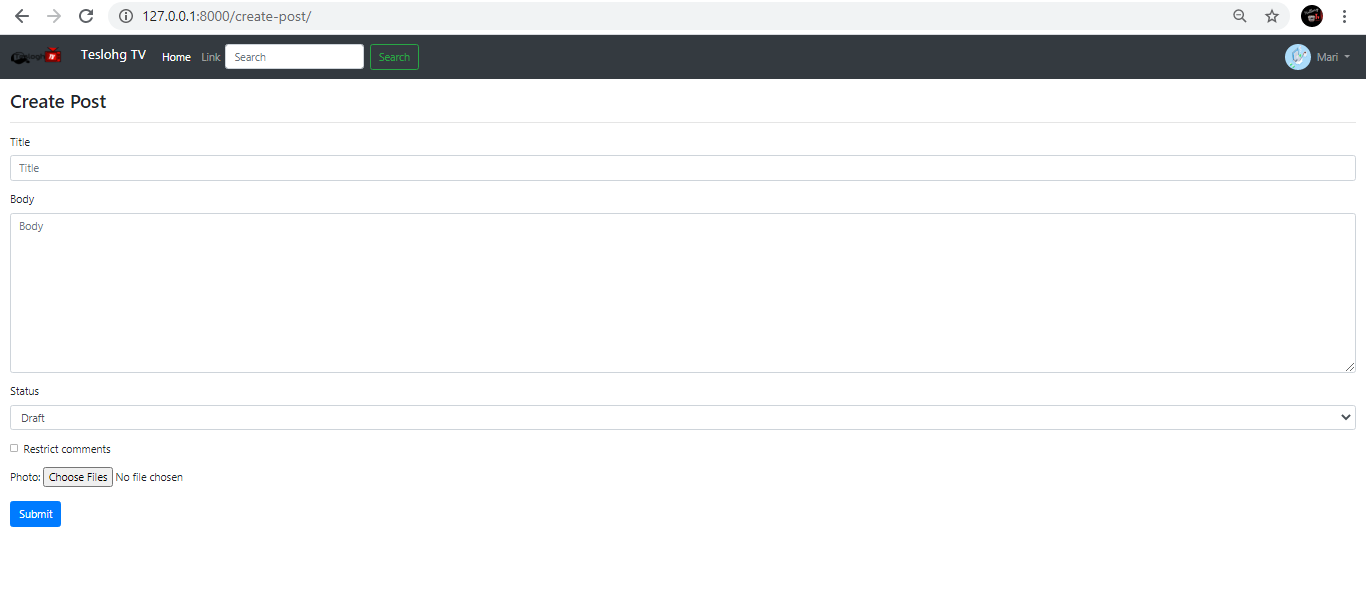 127.0.0.1:8000/create-post/
Teslohg TV Home Link Search Search Mari
Create Post
Title
Title
Body
Body
Status
Draft
Restrict comments
Photo: Choose Files No file chosen
Submit